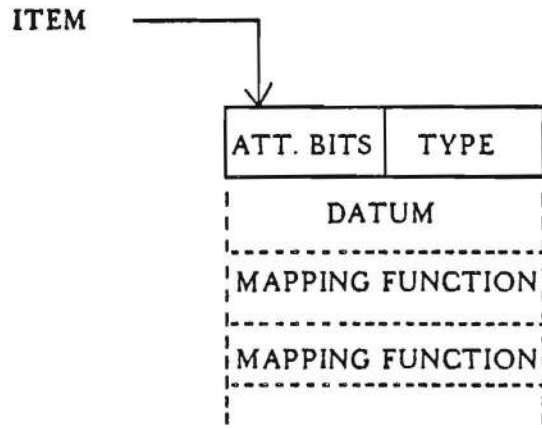 ITEM
ATT. BITS TYPE
DATUM
MAPPING FUNCTION
MAPPING FUNCTION